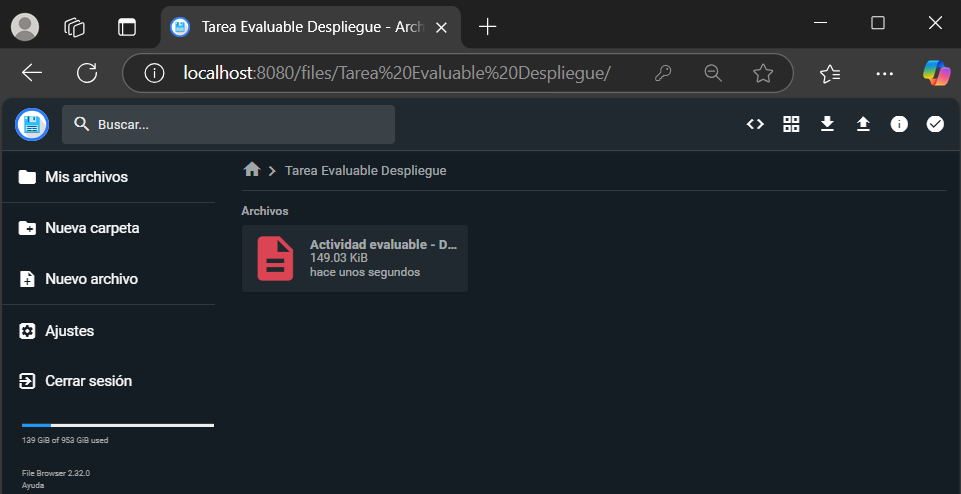 Tarea Evaluable Despliegue - Arch
localhost:8080/files/Tarea%20Evaluable%20Despliegue/
Buscar...
Mis archivos
Nueva carpeta
Nuevo archivo
Ajustes
Cerrar sesión
139 GiB of 953 GiB used
File Browser 2.32.0
Ayuda
Tarea Evaluable Despliegue
Archivos
Actividad evaluable - D...
149.03 KiB
hace unos segundos